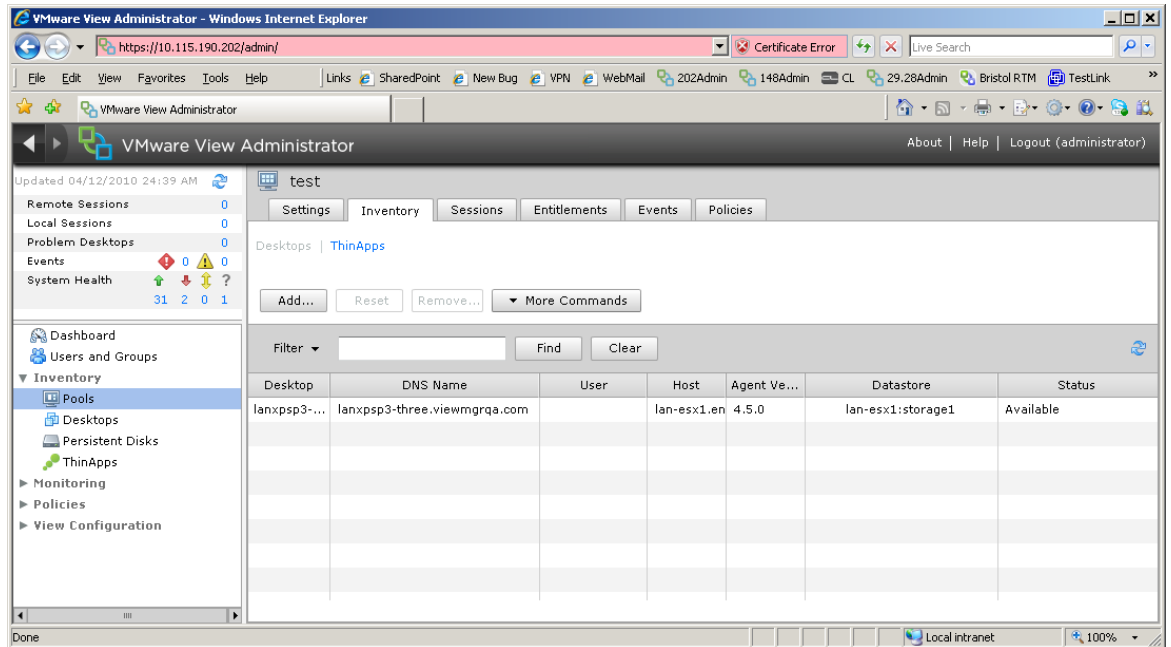 VMware View Administrator - Windows Internet Explorer
https://10.115.190.202/admin/ Certificate Error Live Search
File Edit View Favorites Tools Help Links SharedPoint New Bug VPN WebMail 202Admin 148Admin CL 29.28Admin Bristol RTM TestLink »
VMware View Administrator
VMware View Administrator About | Help | Logout (administrator)
Updated 04/12/2010 24:39 AM
Remote Sessions 0
Local Sessions 0
Problem Desktops 0
Events 0 0
System Health ?
31 2 0 1
Dashboard
Users and Groups
Inventory
Pools
Desktops
Persistent Disks
ThinApps
Monitoring
Policies
View Configuration
test
Settings Inventory Sessions Entitlements Events Policies
Desktops | ThinApps
Add... Reset Remove... More Commands
Filter Find Clear
Desktop DNS Name User Host Agent Ve... Datastore Status
lanxpsp3-... lanxpsp3-three.viewmgrqa.com lan-esx1.en 4.5.0 lan-esx1:storage1 Available
Done Local intranet 100%